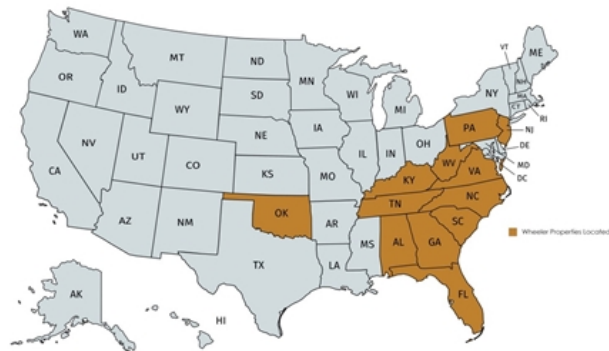 WA
MT
ND
MN
VT
ME
OR
ID
SD
WI
MI
NY
NH
MA
CT
RI
WY
NE
IA
PA
NJ
NV
UT
CO
KS
IL
IN
OH
DE
MD
DC
CA
MO
WV
VA
KY
NC
TN
AZ
NM
OK
AR
SC
MS
AL
GA
TX
LA
FL
AK
HI
Wheeler Properties Located